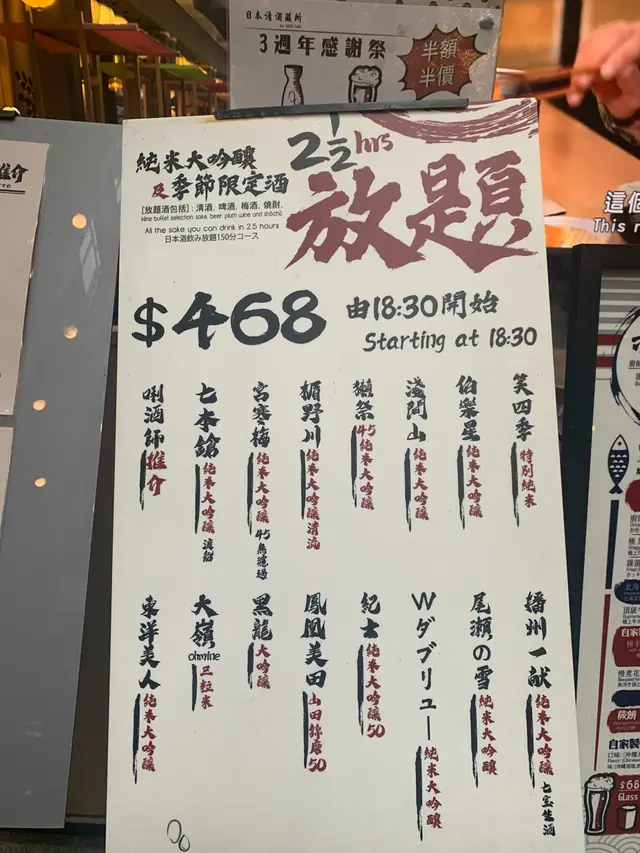 日本清酒廠所
3週年感謝祭
半額
半價
純米大吟釀
及季節限定酒
[放題酒包括]:清酒, 啤酒, 梅酒, 燒酎,
Wine buffet selection: sake, beer, plum wine and shōchū
All the sake you can drink in 2.5 hours
日本酒飲み放題150分コース
2 1/2 hrs
放題
$468
由18:30開始
Starting at 18:30
笑四季 特別純米
伯樂星 純米大吟釀
淺間山 純米大吟釀
獺祭 45 純米大吟釀
楯野川 純米大吟釀 清流
宮寒梅 純米大吟釀 45
七本鎗 純米大吟釀
唎酒師推介
播州一献 純米大吟釀 七宝生酒
尾瀬の雪 純米大吟釀
Wダブリュー 純米大吟釀
紀土 純米大吟釀 50
鳳凰美田 山田錦 50
黒龍 大吟釀
大嶺 ohmine 三粒米
東洋美人 純米大吟釀
推介
這個
This
自家製
$68
Glass